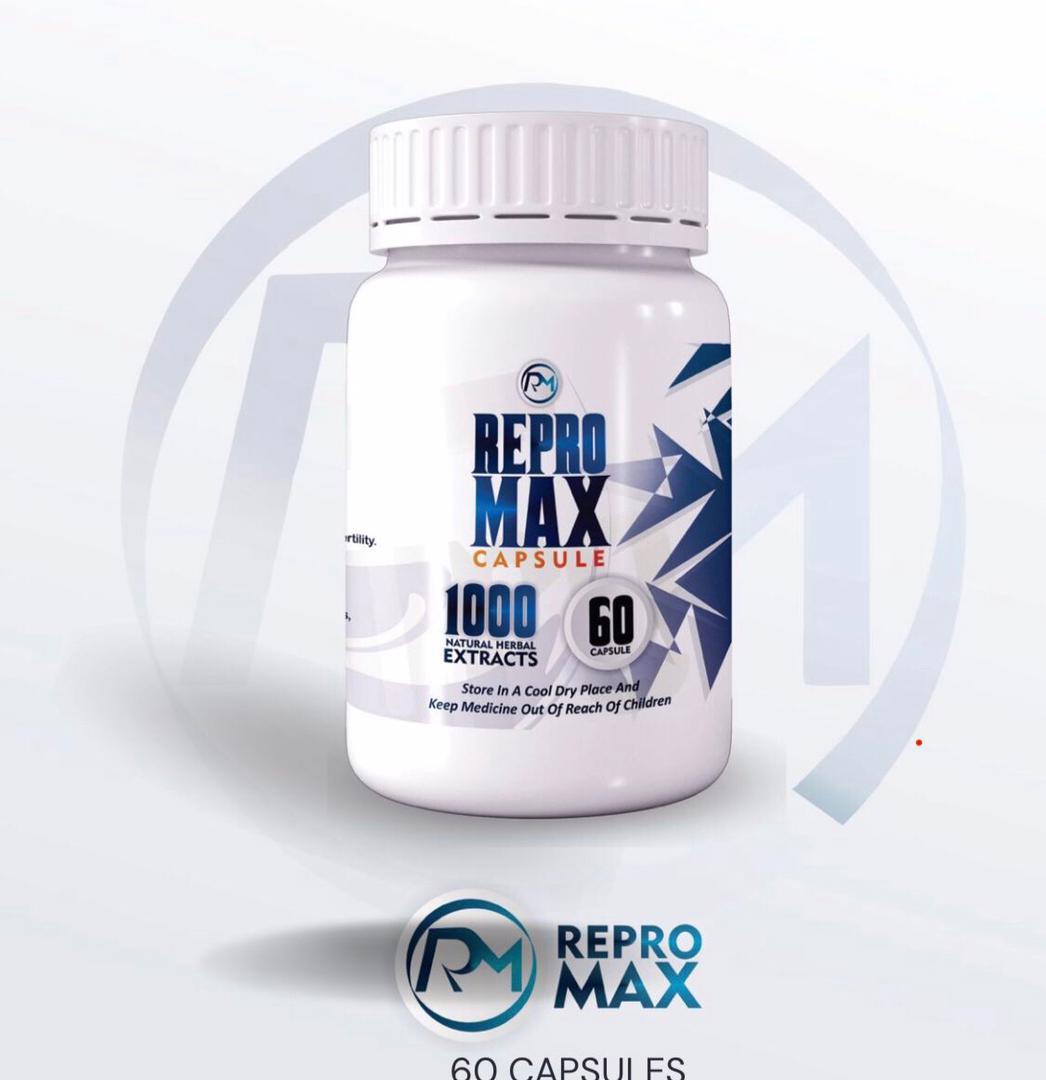 RM
REPRO
MAX
CAPSULE
ertility.
1000
NATURAL HERBAL
EXTRACTS
60
CAPSULE
s,
Store In A Cool Dry Place And
Keep Medicine Out Of Reach Of Children
RM
REPRO
MAX
60 CAPSULES